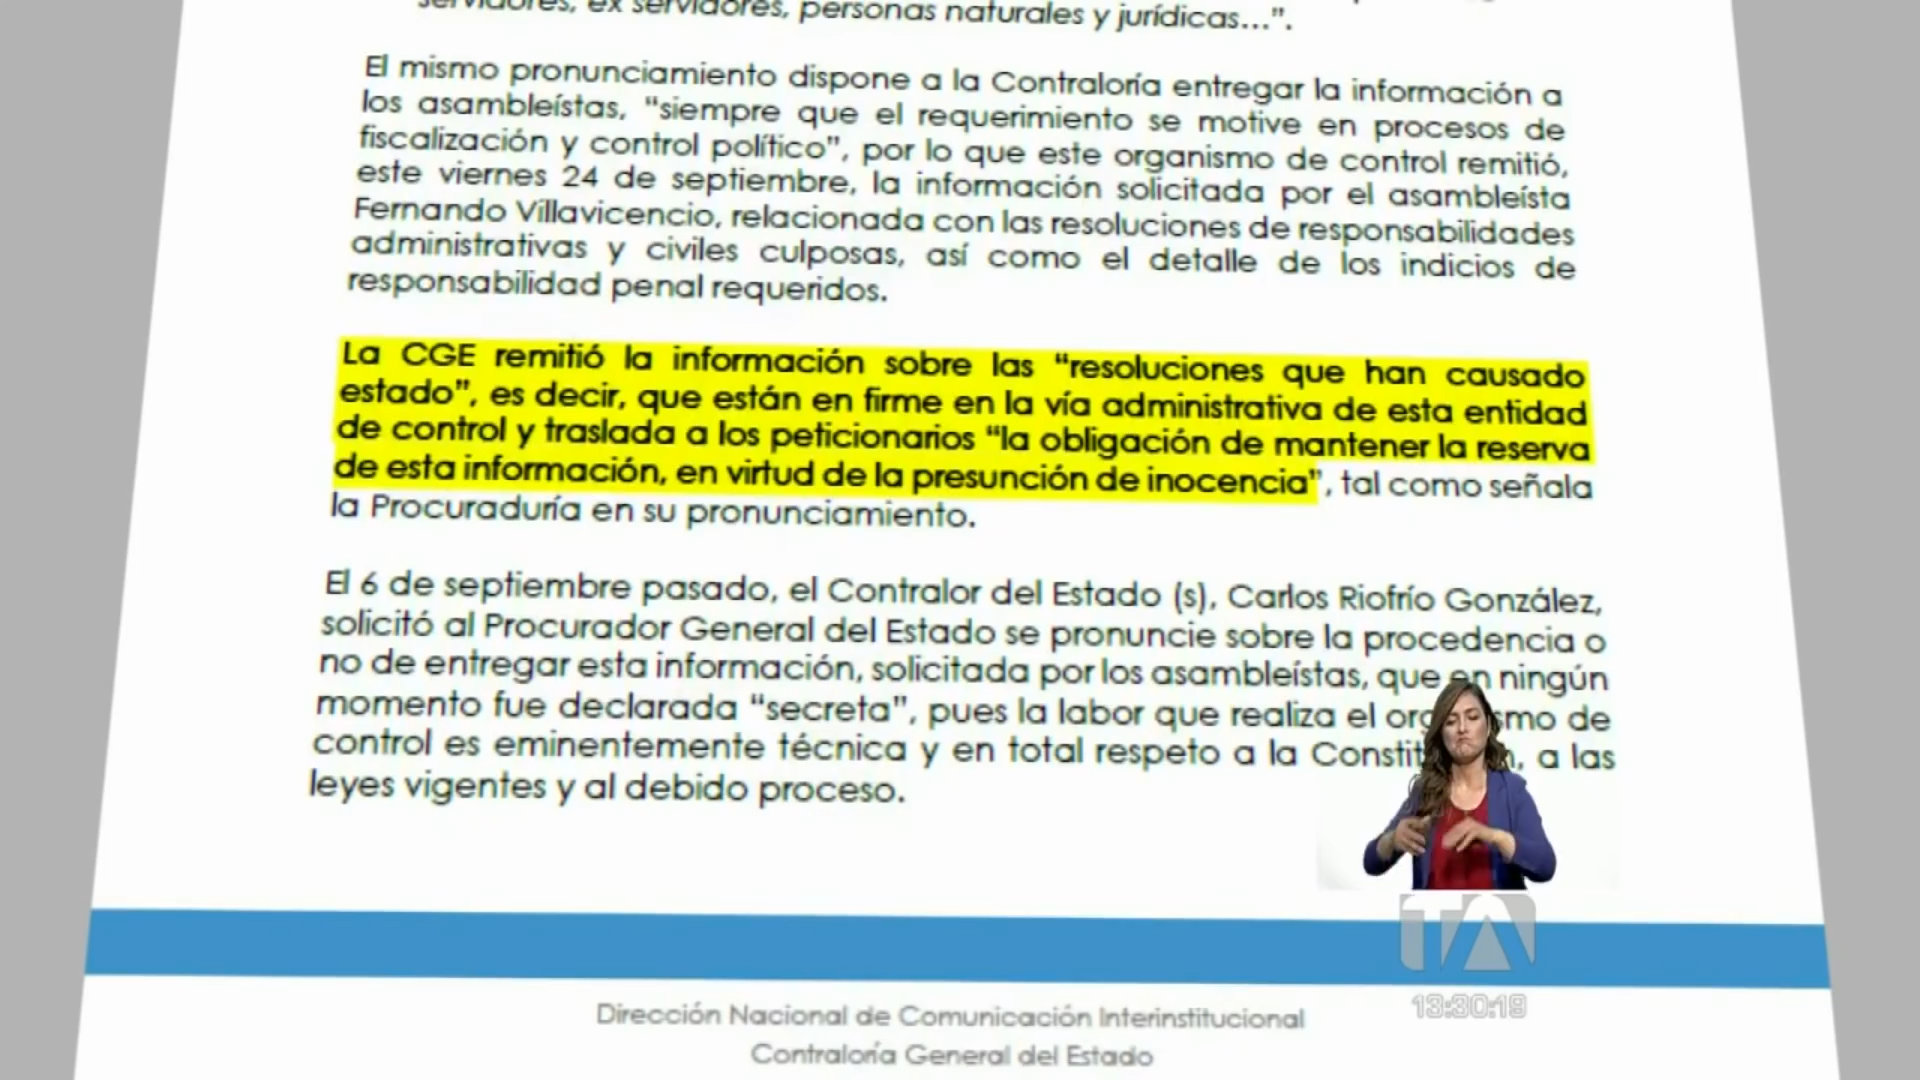 servidores, ex servidores, personas naturales y jurídicas...”.
El mismo pronunciamiento dispone a la Contraloría entregar la información a
los asambleístas, “siempre que el requerimiento se motive en procesos de
fiscalización y control político”, por lo que este organismo de control remitió,
este viernes 24 de septiembre, la información solicitada por el asambleísta
Fernando Villavicencio, relacionada con las resoluciones de responsabilidades
administrativas y civiles culposas, así como el detalle de los indicios de
responsabilidad penal requeridos.
La CGE remitió la información sobre las “resoluciones que han causado
estado”, es decir, que están en firme en la vía administrativa de esta entidad
de control y traslada a los peticionarios “la obligación de mantener la reserva
de esta información, en virtud de la presunción de inocencia”, tal como señala
la Procuraduría en su pronunciamiento.
El 6 de septiembre pasado, el Contralor del Estado (s), Carlos Riofrío González,
solicitó al Procurador General del Estado se pronuncie sobre la procedencia o
no de entregar esta información, solicitada por los asambleístas, que en ningún
momento fue declarada “secreta”, pues la labor que realiza el de
control es eminentemente técnica y en total respeto a la a las
leyes vigentes y al debido proceso.
TA
13:30:19
Dirección Nacional de Comunicación Interinstitucional
Contraloría General del Estado